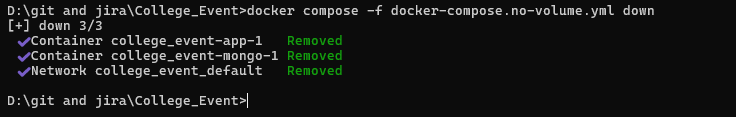 D:\git and jira\College_Event>docker compose -f docker-compose.no-volume.yml down
[+] down 3/3
✔Container college_event-app-1 Removed
✔Container college_event-mongo-1 Removed
✔Network college_event_default Removed
D:\git and jira\College_Event>